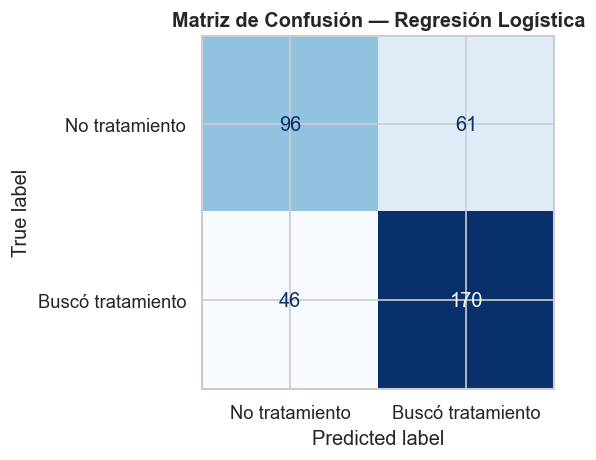 Matriz de Confusión — Regresión Logística
No tratamiento
96
61
True label
Buscó tratamiento
46
170
No tratamiento
Buscó tratamiento
Predicted label